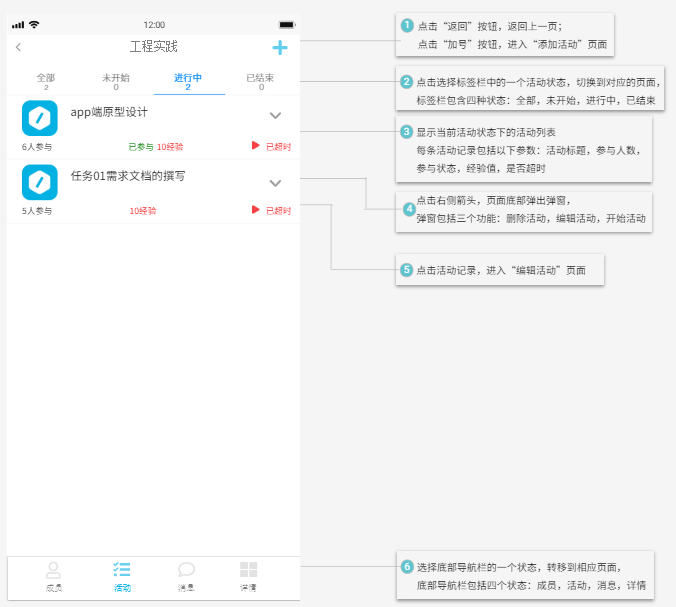 12:00
工程实践
全部
未开始
进行中
已结束
2
0
2
0
app端原型设计
6人参与
已参与 10经验
已超时
任务01需求文档的撰写
5人参与
10经验
已超时
成员
活动
消息
详情
1
点击“返回”按钮，返回上一页；
点击“加号”按钮，进入“添加活动”页面
2
点击选择标签栏中的一个活动状态，切换到对应的页面，
标签栏包含四种状态：全部，未开始，进行中，已结束
3
显示当前活动状态下的活动列表
每条活动记录包括以下参数：活动标题，参与人数，
参与状态，经验值，是否超时
4
点击右侧箭头，页面底部弹出弹窗，
弹窗包括三个功能：删除活动，编辑活动，开始活动
5
点击活动记录，进入“编辑活动”页面
6
选择底部导航栏的一个状态，转移到相应页面，
底部导航栏包括四个状态：成员，活动，消息，详情